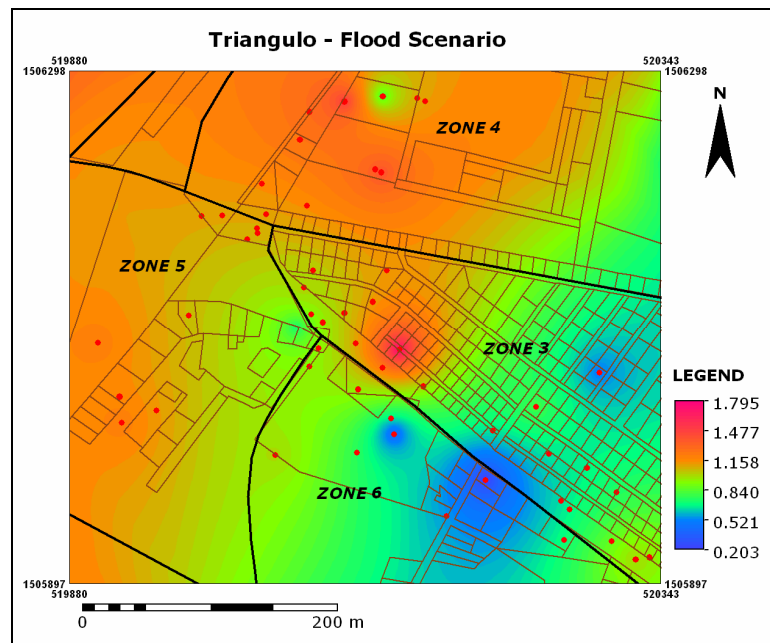 Triangulo - Flood Scenario
519880
520343
1506298
1506298
N
ZONE 4
ZONE 5
ZONE 3
ZONE 6
LEGEND
1.795
1.477
1.158
0.840
0.521
0.203
1505897
1505897
519880
520343
0
200 m